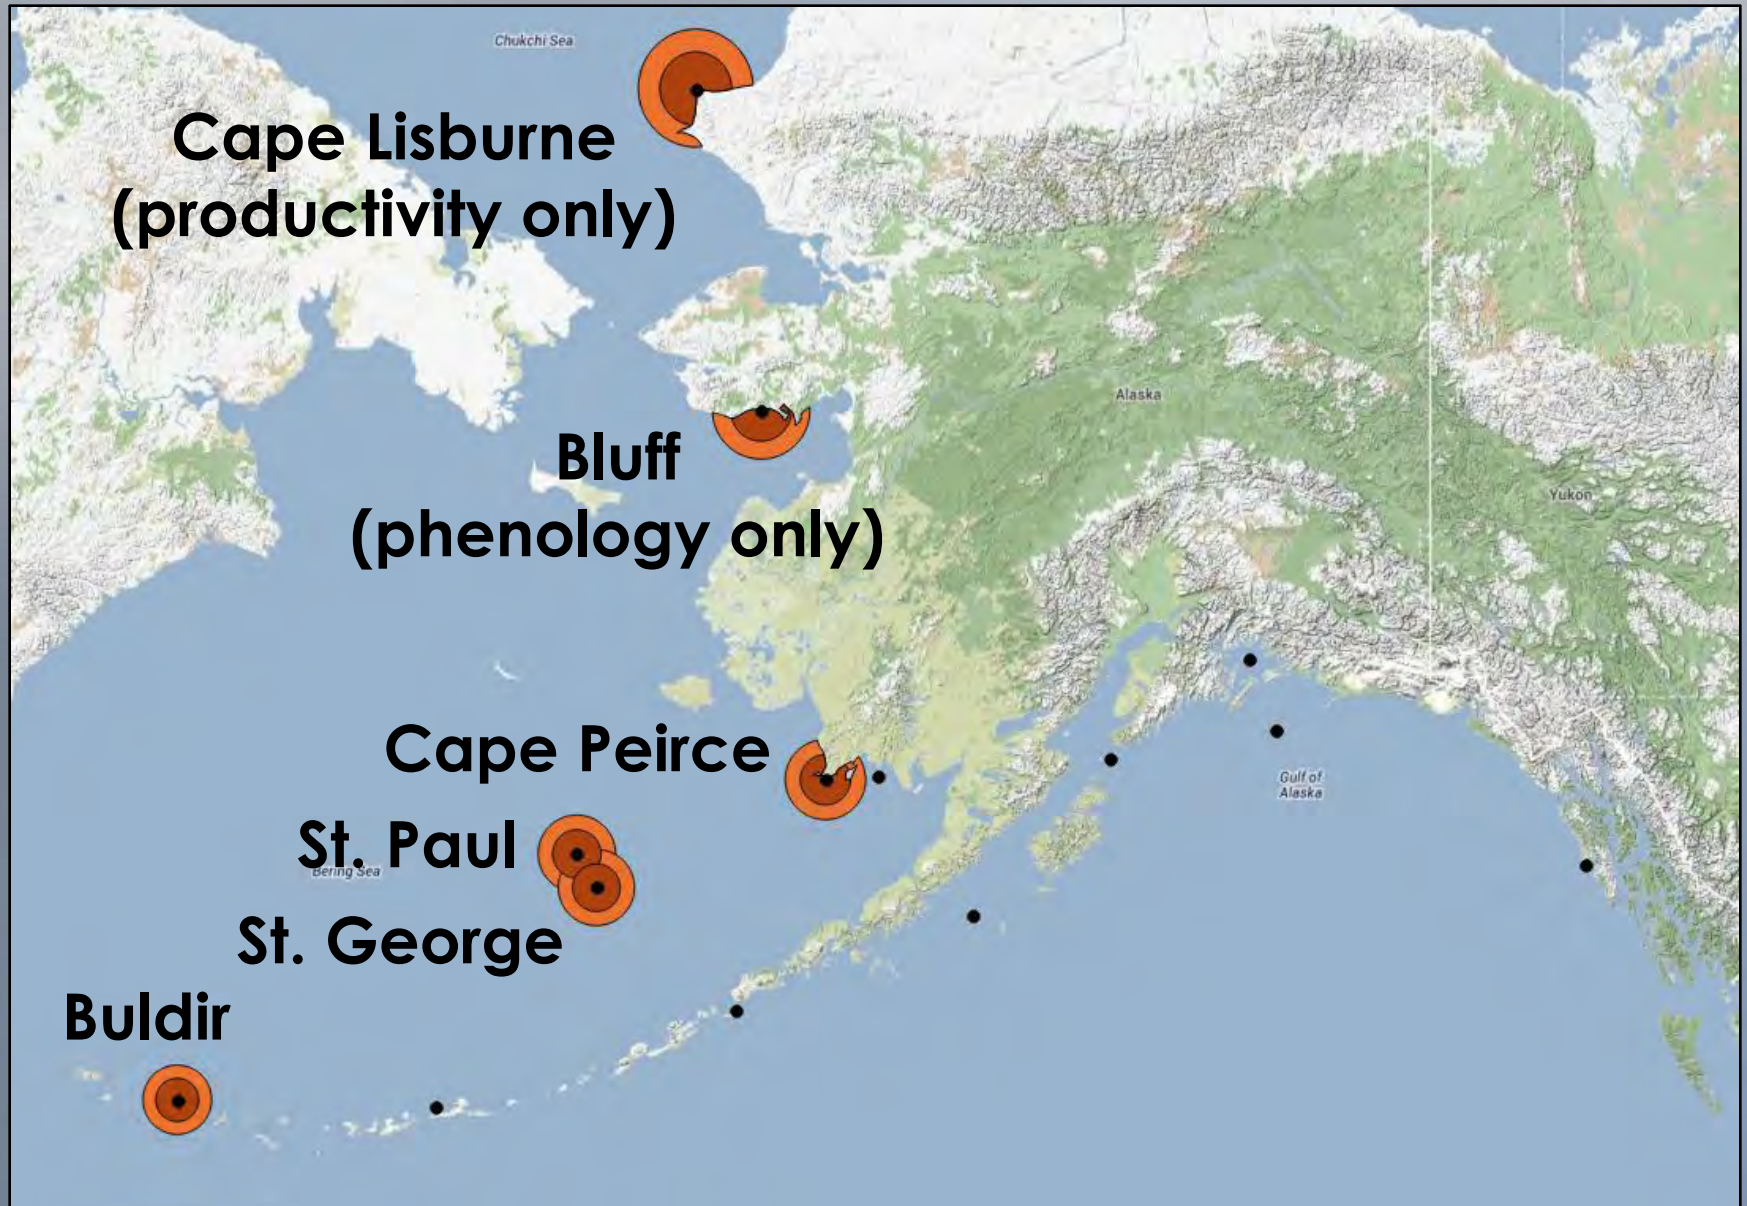 Chukchi Sea
Cape Lisburne
(productivity only)
Alaska
Bluff
(phenology only)
Yukon
Cape Peirce
Gulf of
Alaska
St. Paul
Bering Sea
St. George
Buldir